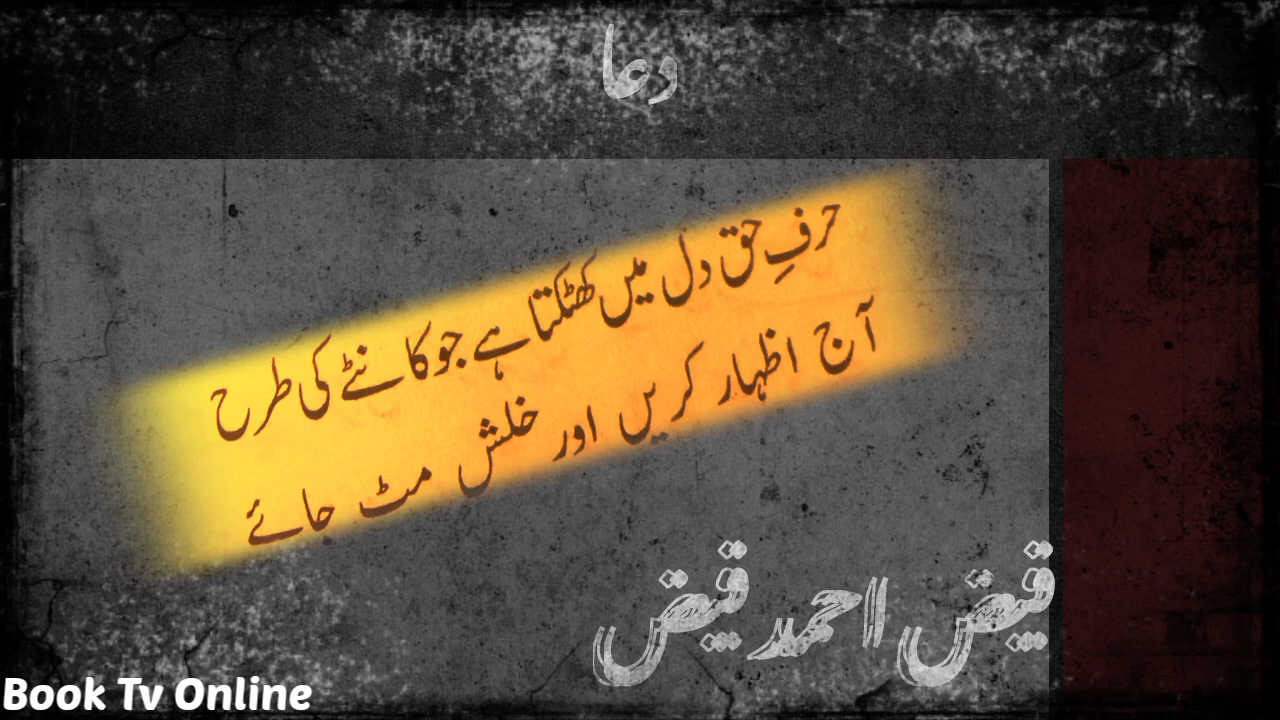 دعا
حرفِ حق دل میں کھٹکتا ہے جو کانٹے کی طرح
آج اظہار کریں اور خلش مٹ جائے
فیض احمد فیض
Book Tv Online